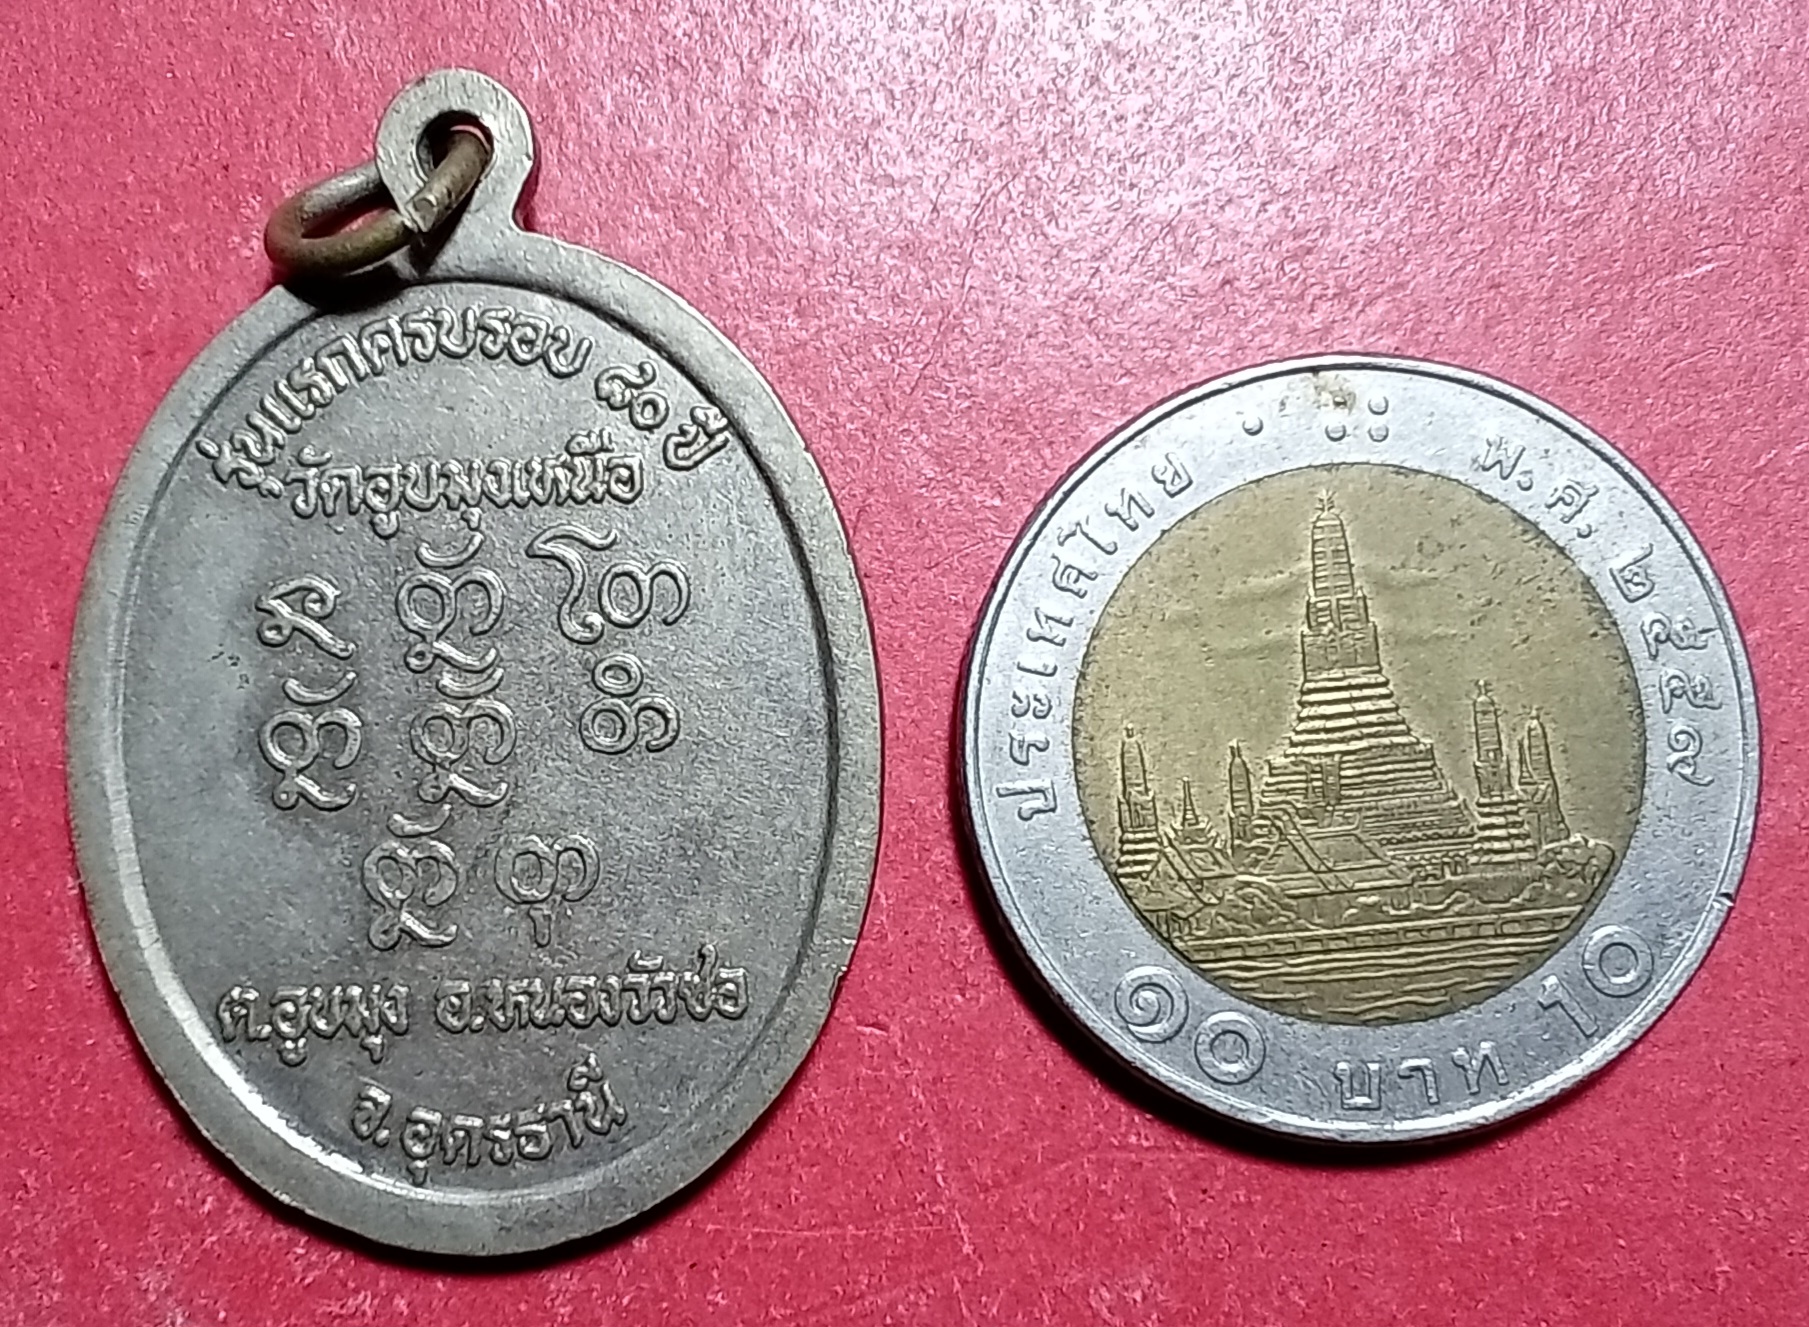 รุ่นแรกครบรอบ ๘๐ ปี
วัดอูบมุงเหนือ
ต.อูบมุง อ.หนองวัวซอ
จ.อุดรธานี
ประเทศไทย
พ.ศ. ๒๕๕๗
๑๐ บาท 10